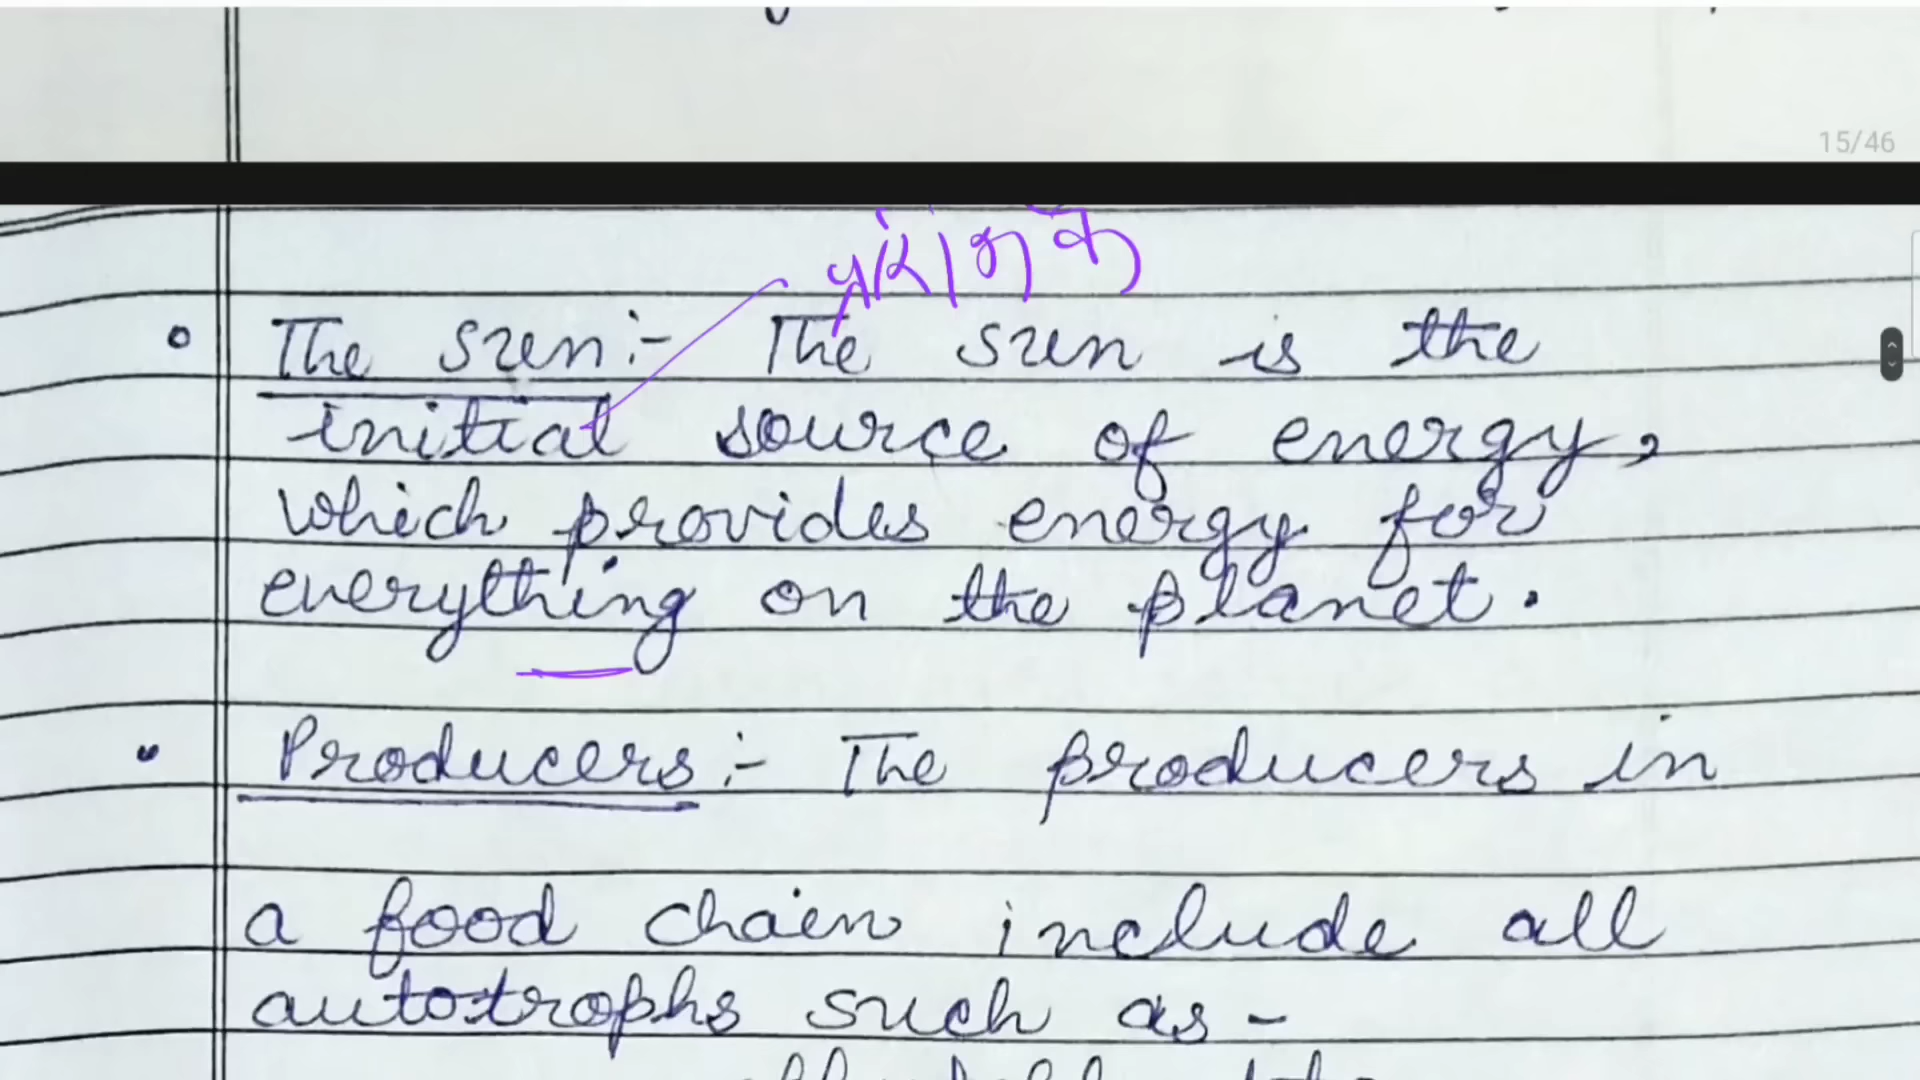 15/46
प्रारंभिक
The sun:- The sun is the
initial source of energy,
which provides energy for
everything on the planet.
Producers:- The producers in
a food chain include all
autotrophs such as -